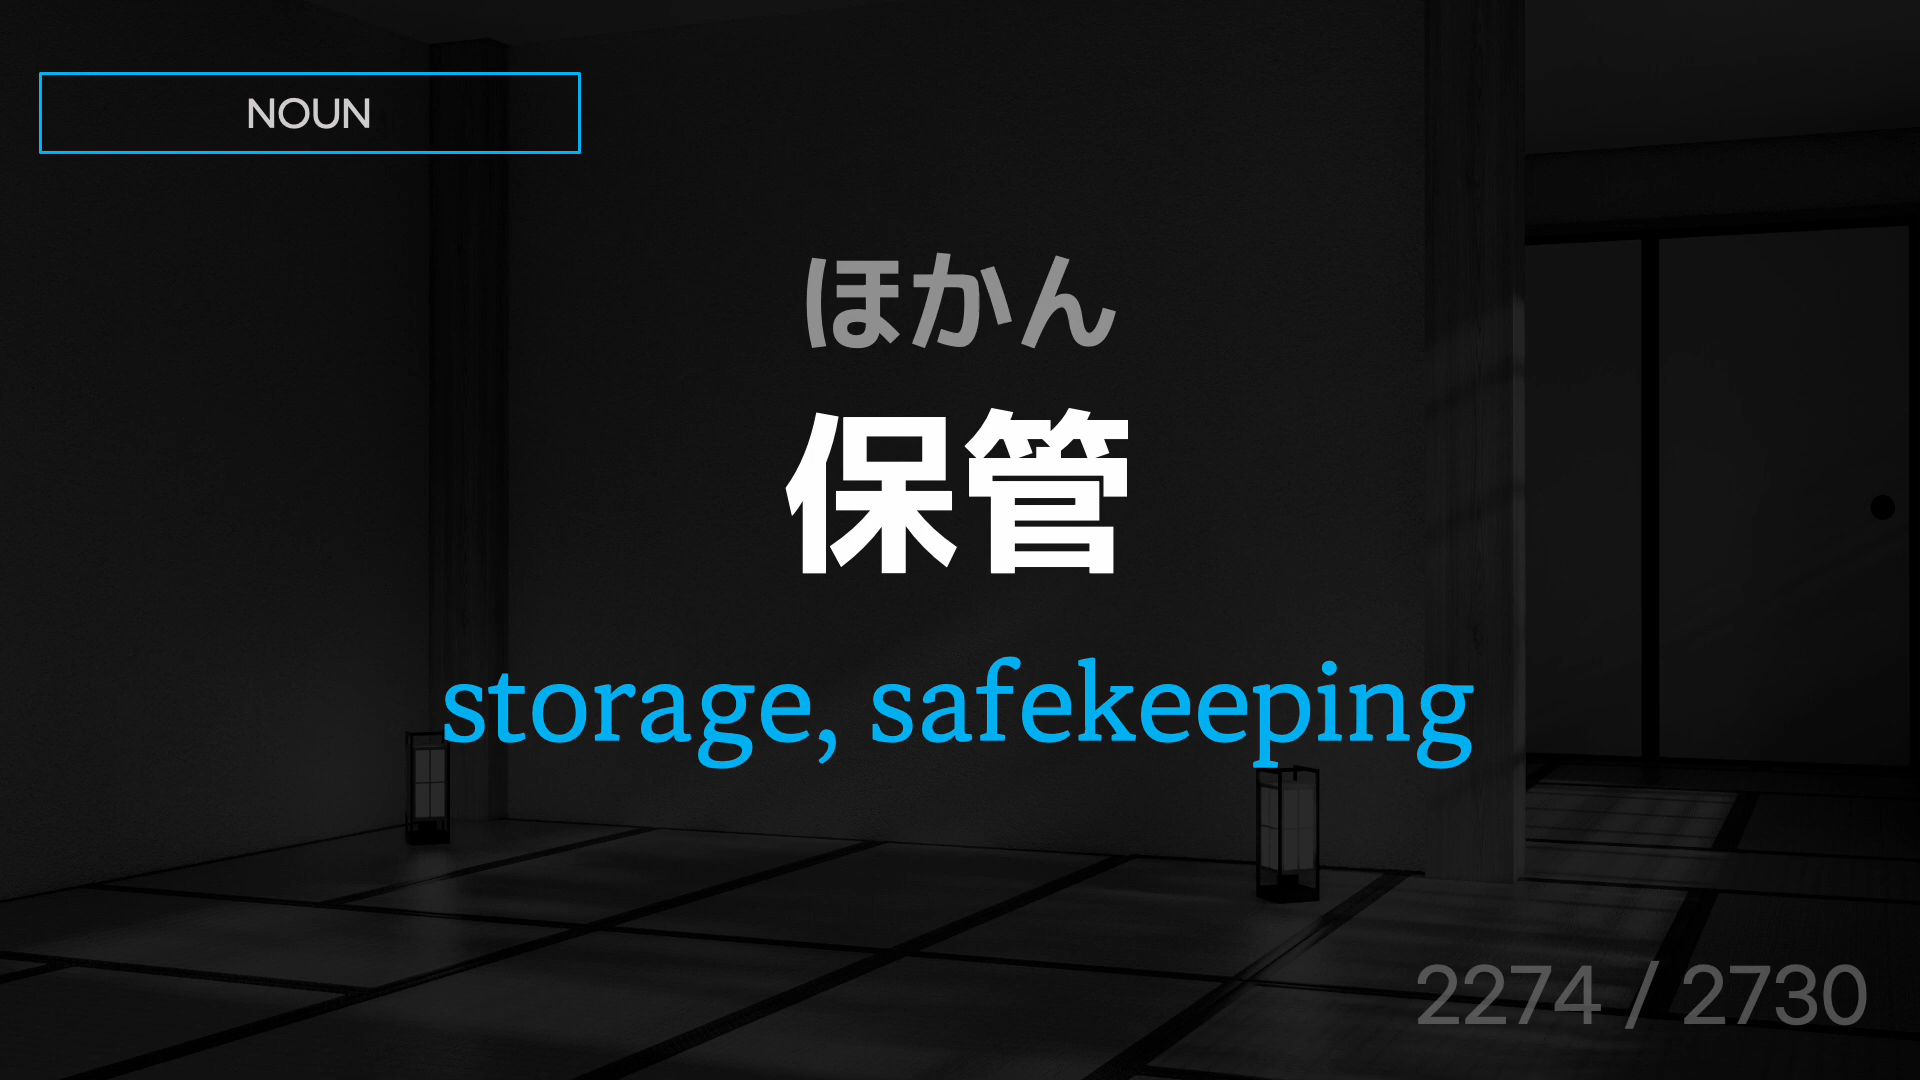 NOUN
ほかん
保管
storage, safekeeping
2274 / 2730